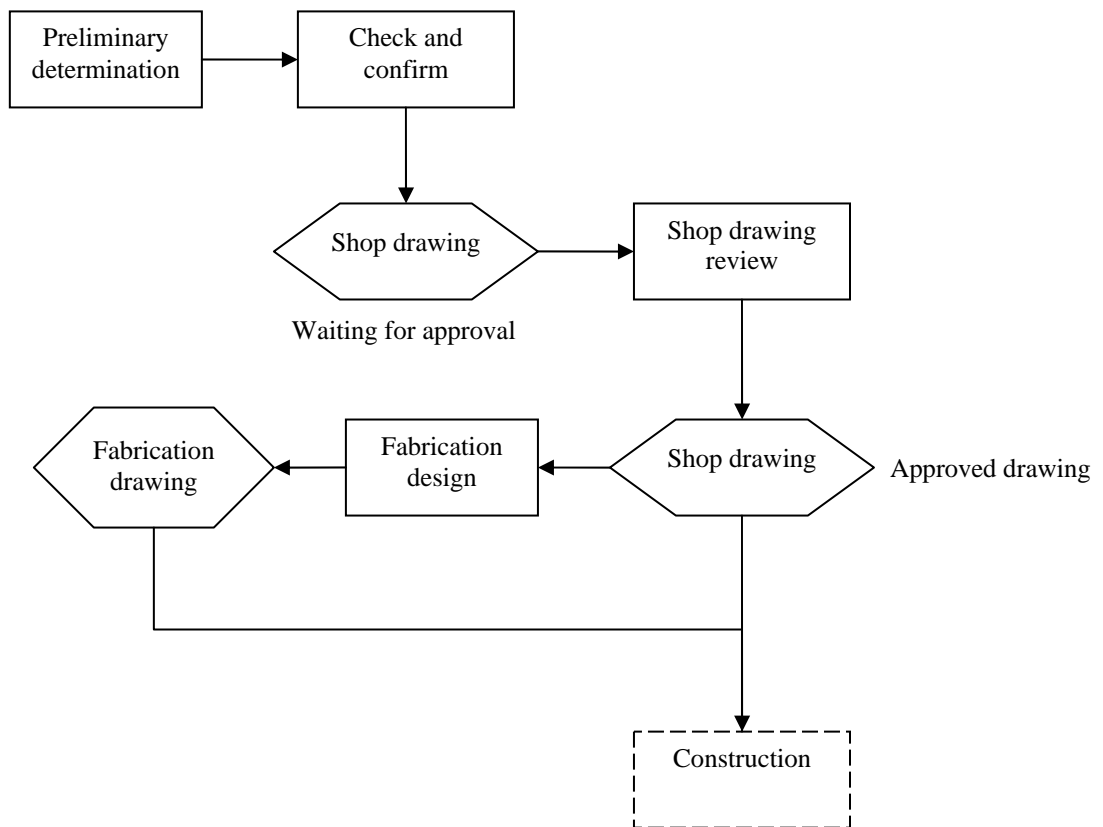 Preliminary
determination
Check and
confirm
Shop drawing
Waiting for approval
Shop drawing
review
Fabrication
drawing
Fabrication
design
Shop drawing
Approved drawing
Construction